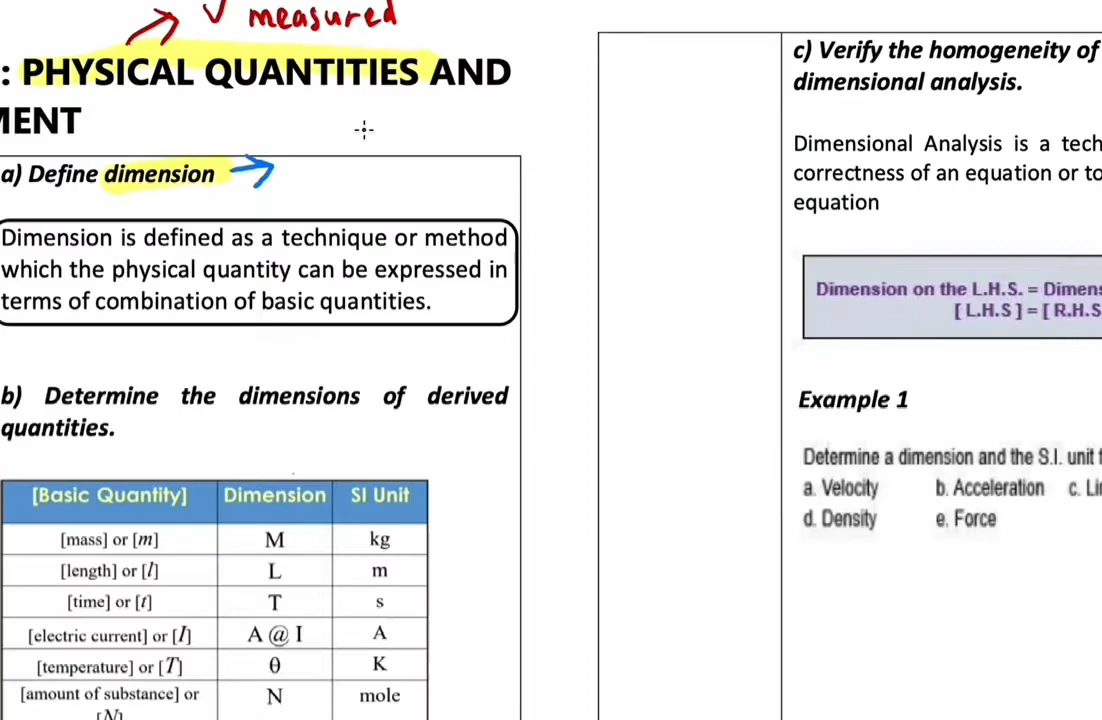 √ measured
: PHYSICAL QUANTITIES AND
MENT
a) Define dimension
Dimension is defined as a technique or method
which the physical quantity can be expressed in
terms of combination of basic quantities.
b) Determine the dimensions of derived
quantities.
[Basic Quantity] Dimension SI Unit
[mass] or [m] M kg
[length] or [l] L m
[time] or [t] T s
[electric current] or [I] A @ I A
[temperature] or [T] θ K
[amount of substance] or N mole
[N]
c) Verify the homogeneity of
dimensional analysis.
Dimensional Analysis is a tech
correctness of an equation or to
equation
Dimension on the L.H.S. = Dimens
[ L.H.S ] = [ R.H.S
Example 1
Determine a dimension and the S.I. unit f
a. Velocity b. Acceleration c. Li
d. Density e. Force